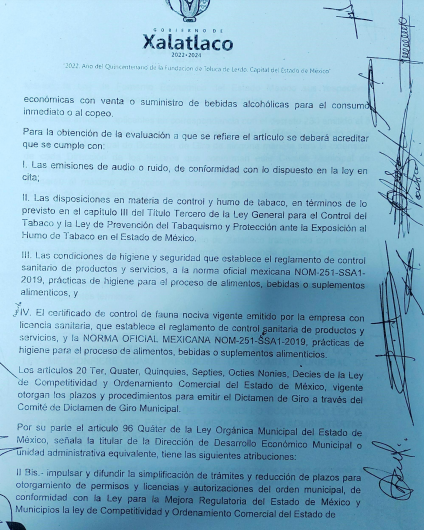 GOBIERNO DE
Xalatlaco
2022-2024
"2022. Año del Quincentenario de la Fundación de Toluca de Lerdo, Capital del Estado de México"
económicas con venta o suministro de bebidas alcohólicas para el consumo
inmediato o al copeo.
Para la obtención de la evaluación a que se refiere el artículo se deberá acreditar
que se cumple con:
I. Las emisiones de audio o ruido, de conformidad con lo dispuesto en la ley en
cita;
II. Las disposiciones en materia de control y humo de tabaco, en términos de lo
previsto en el capítulo III del Título Tercero de la Ley General para el Control del
Tabaco y la Ley de Prevención del Tabaquismo y Protección ante la Exposición al
Humo de Tabaco en el Estado de México.
III. Las condiciones de higiene y seguridad que establece el reglamento de control
sanitario de productos y servicios, a la norma oficial mexicana NOM-251-SSA1-
2019, prácticas de higiene para el proceso de alimentos, bebidas o suplementos
alimenticios, y
IV. El certificado de control de fauna nociva vigente emitido por la empresa con
licencia sanitaria, que establece el reglamento de control sanitario de productos y
servicios, y la NORMA OFICIAL MEXICANA NOM-251-SSA1-2019, prácticas de
higiene para el proceso de alimentos, bebidas o suplementos alimenticios.
Los artículos 20 Ter, Quater, Quinquies, Septies, Octies Nonies, Decies de la Ley
de Competitividad y Ordenamiento Comercial del Estado de México, vigente
otorgan los plazos y procedimientos para emitir el Dictamen de Giro a través del
Comité de Dictamen de Giro Municipal.
Por su parte el artículo 96 Quáter de la Ley Orgánica Municipal del Estado de
México, señala la titular de la Dirección de Desarrollo Económico Municipal o
unidad administrativa equivalente, tiene las siguientes atribuciones:
II Bis.- impulsar y difundir la simplificación de trámites y reducción de plazos para
otorgamiento de permisos y licencias y autorizaciones del orden municipal, de
conformidad con la Ley para la Mejora Regulatoria del Estado de México y
Municipios la ley de Competitividad y Ordenamiento Comercial del Estado de